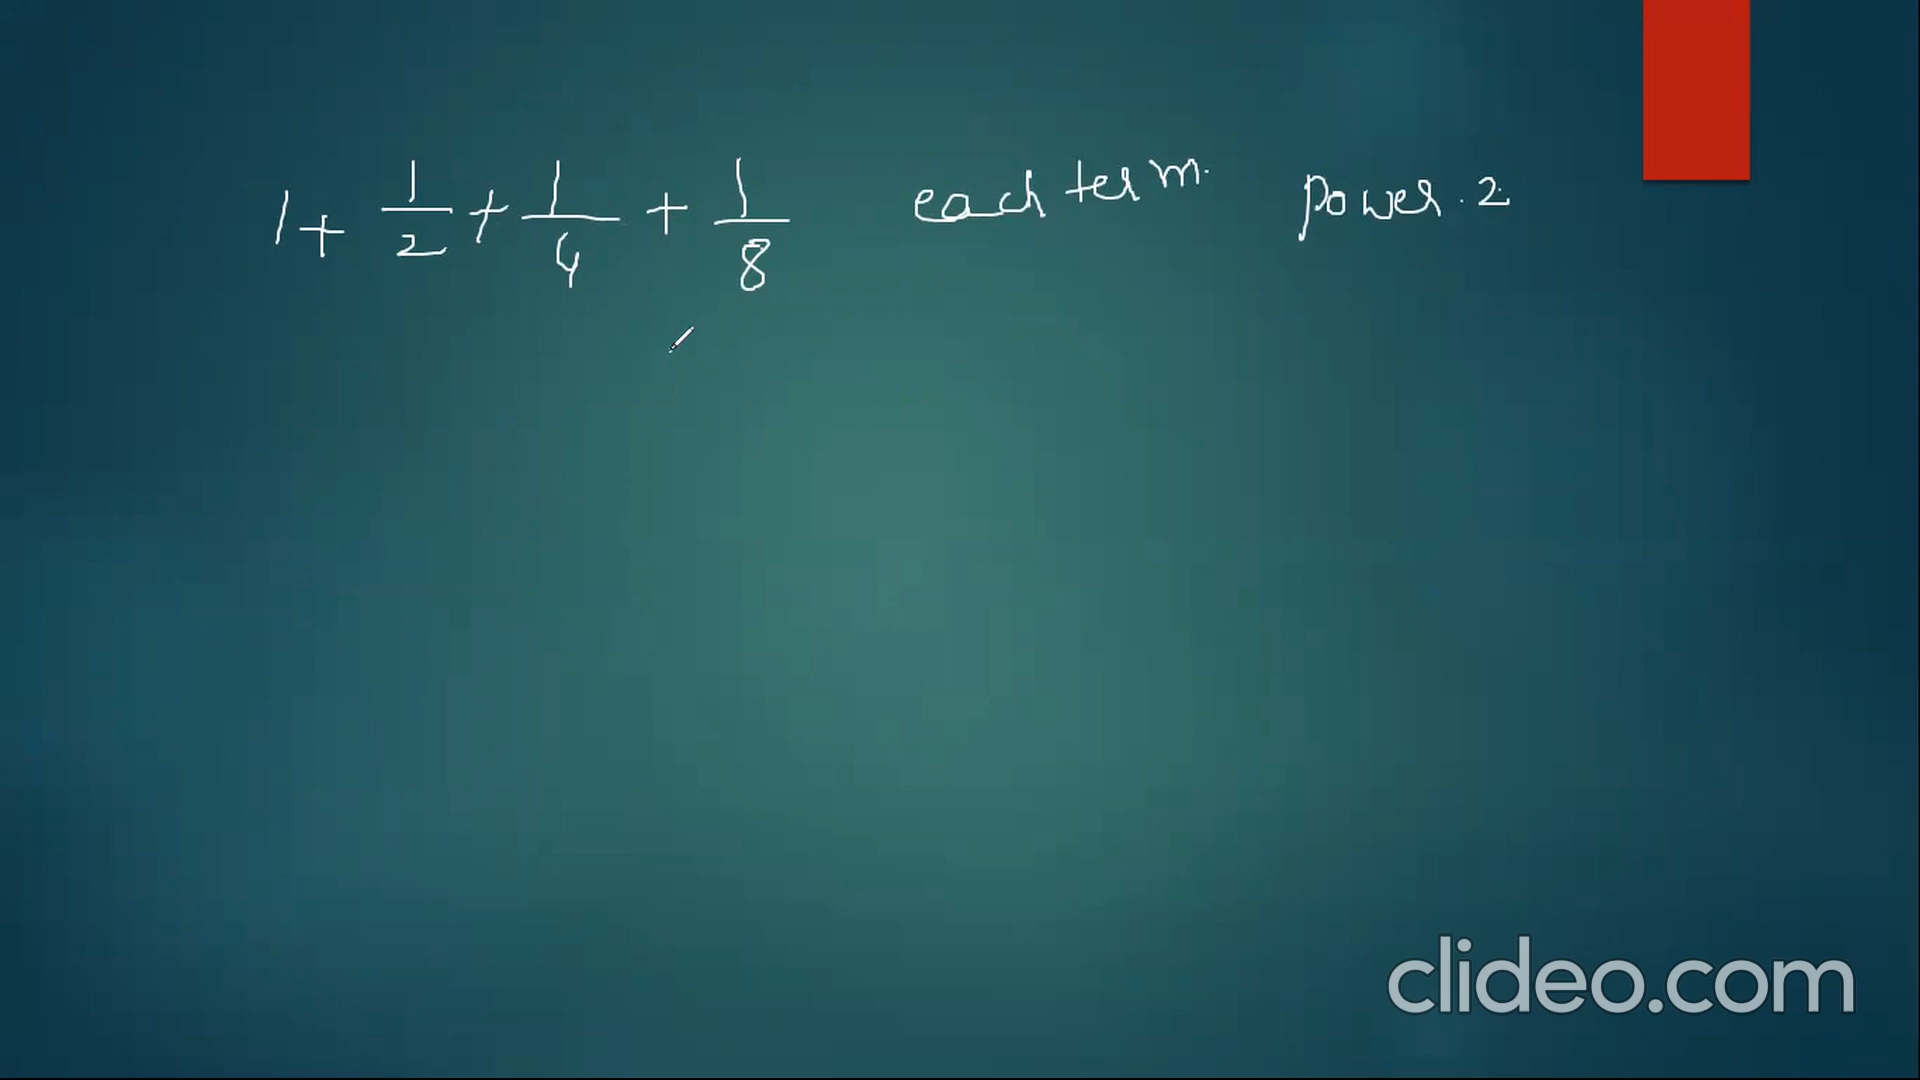 1 + 1/2 + 1/4 + 1/8 each term. power. 2
clideo.com